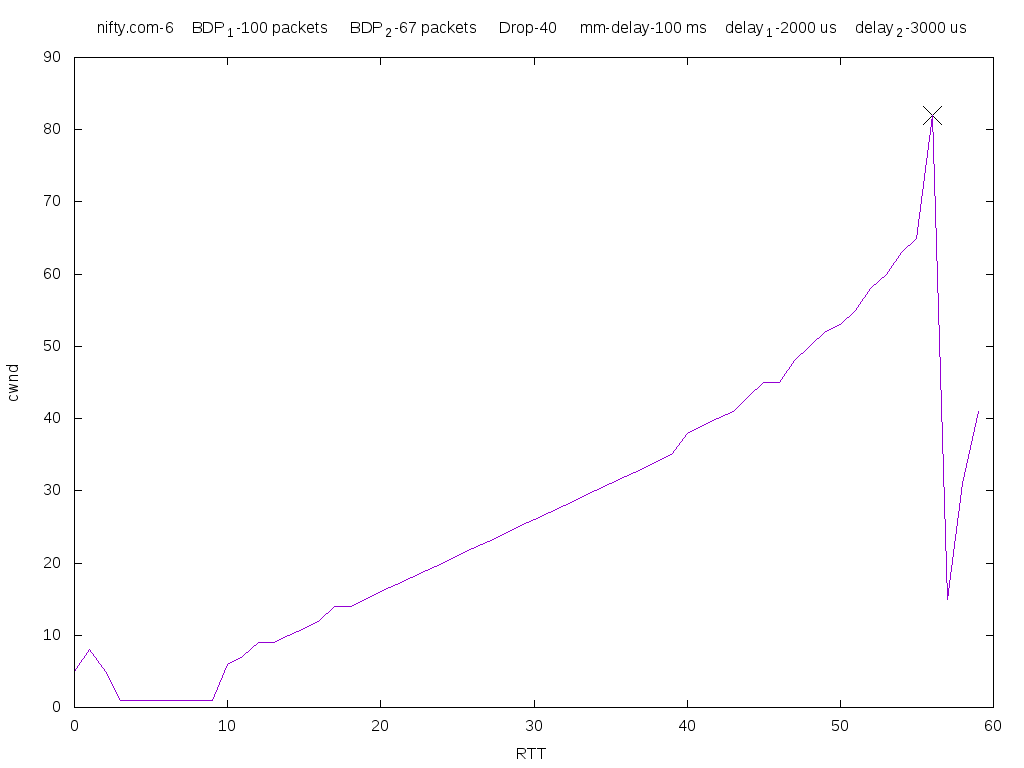 nifty.com-6 BDP1-100 packets BDP2-67 packets Drop-40 mm-delay-100 ms delay1-2000 us delay2-3000 us
90
80
70
60
50
40
30
20
10
0
cwnd
0 10 20 30 40 50 60
RTT